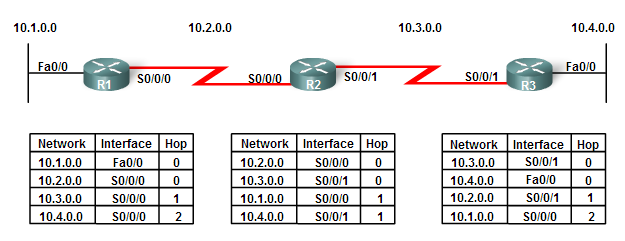 10.1.0.0 10.2.0.0 10.3.0.0 10.4.0.0
Fa0/0 R1 S0/0/0 S0/0/0 R2 S0/0/1 S0/0/1 R3 Fa0/0
Network Interface Hop
10.1.0.0 Fa0/0 0
10.2.0.0 S0/0/0 0
10.3.0.0 S0/0/0 1
10.4.0.0 S0/0/0 2
Network Interface Hop
10.2.0.0 S0/0/0 0
10.3.0.0 S0/0/1 0
10.1.0.0 S0/0/0 1
10.4.0.0 S0/0/1 1
Network Interface Hop
10.3.0.0 S0/0/1 0
10.4.0.0 Fa0/0 0
10.2.0.0 S0/0/1 1
10.1.0.0 S0/0/0 2